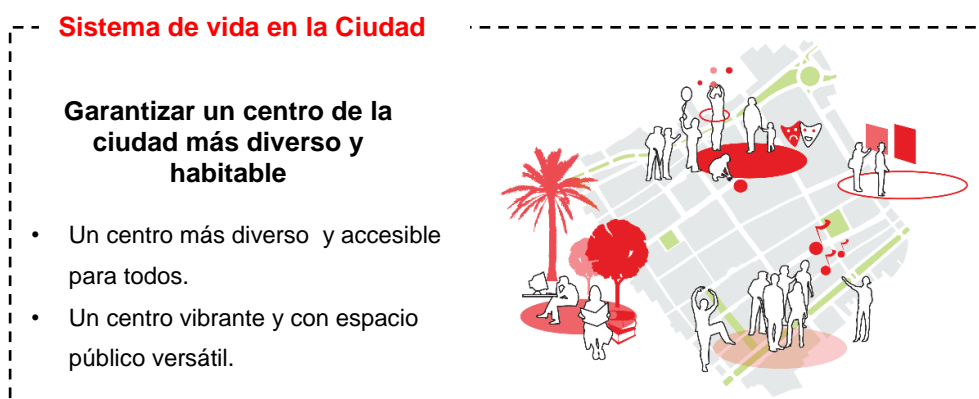 Sistema de vida en la Ciudad
Garantizar un centro de la
ciudad más diverso y
habitable
• Un centro más diverso y accesible
para todos.
• Un centro vibrante y con espacio
público versátil.